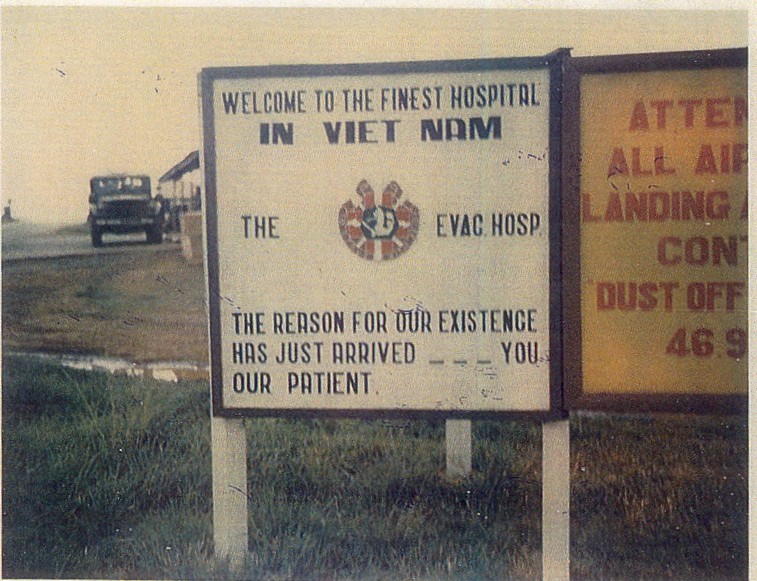 WELCOME TO THE FINEST HOSPITAL
IN VIET NAM
THE EVAC. HOSP.
THE REASON FOR OUR EXISTENCE
HAS JUST ARRIVED _ _ _ YOU
OUR PATIENT.
ATTEN
ALL AIR
LANDING A
CONT
"DUST OFF
46.9